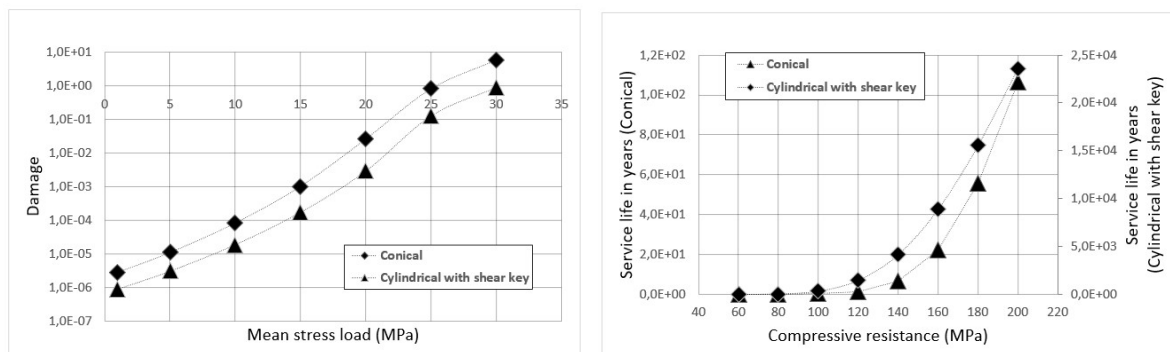 1,0E+01
1,0E+00
1,0E-01
1,0E-02
1,0E-03
1,0E-04
1,0E-05
1,0E-06
1,0E-07
0 5 10 15 20 25 30 35
Damage
Mean stress load (MPa)
Conical
Cylindrical with shear key
1,2E+02
1,0E+02
8,0E+01
6,0E+01
4,0E+01
2,0E+01
0,0E+00
Service life in years (Conical)
Conical
Cylindrical with shear key
2,5E+04
2,0E+04
1,5E+04
1,0E+04
5,0E+03
0,0E+00
Service life in years
(Cylindrical with shear key)
40 60 80 100 120 140 160 180 200 220
Compressive resistance (MPa)